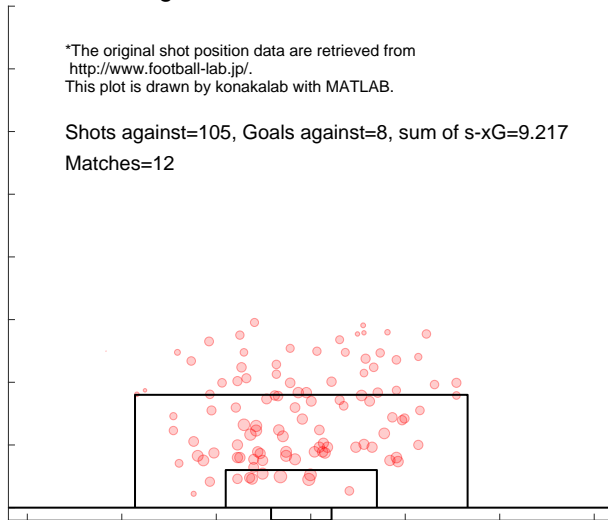 *The original shot position data are retrieved from
http://www.football-lab.jp/.
This plot is drawn by konakalab with MATLAB.
Shots against=105, Goals against=8, sum of s-xG=9.217
Matches=12